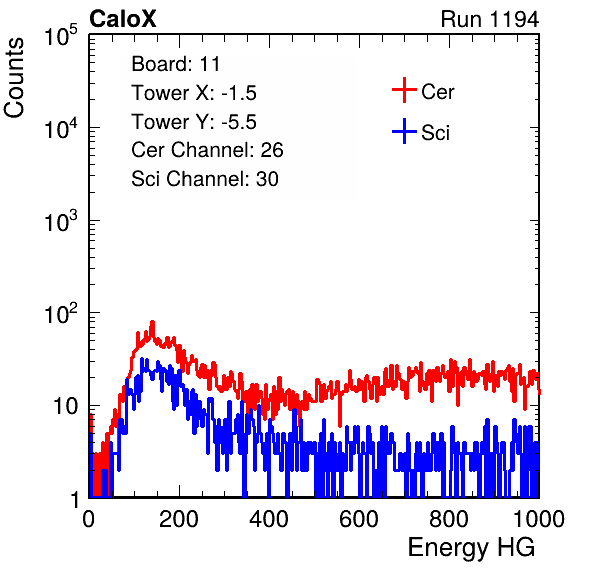 CaloX Run 1194
Counts
Board: 11
Tower X: -1.5
Tower Y: -5.5
Cer Channel: 26
Sci Channel: 30
Cer
Sci
10^5
10^4
10^3
10^2
10
1
0 200 400 600 800 1000
Energy HG